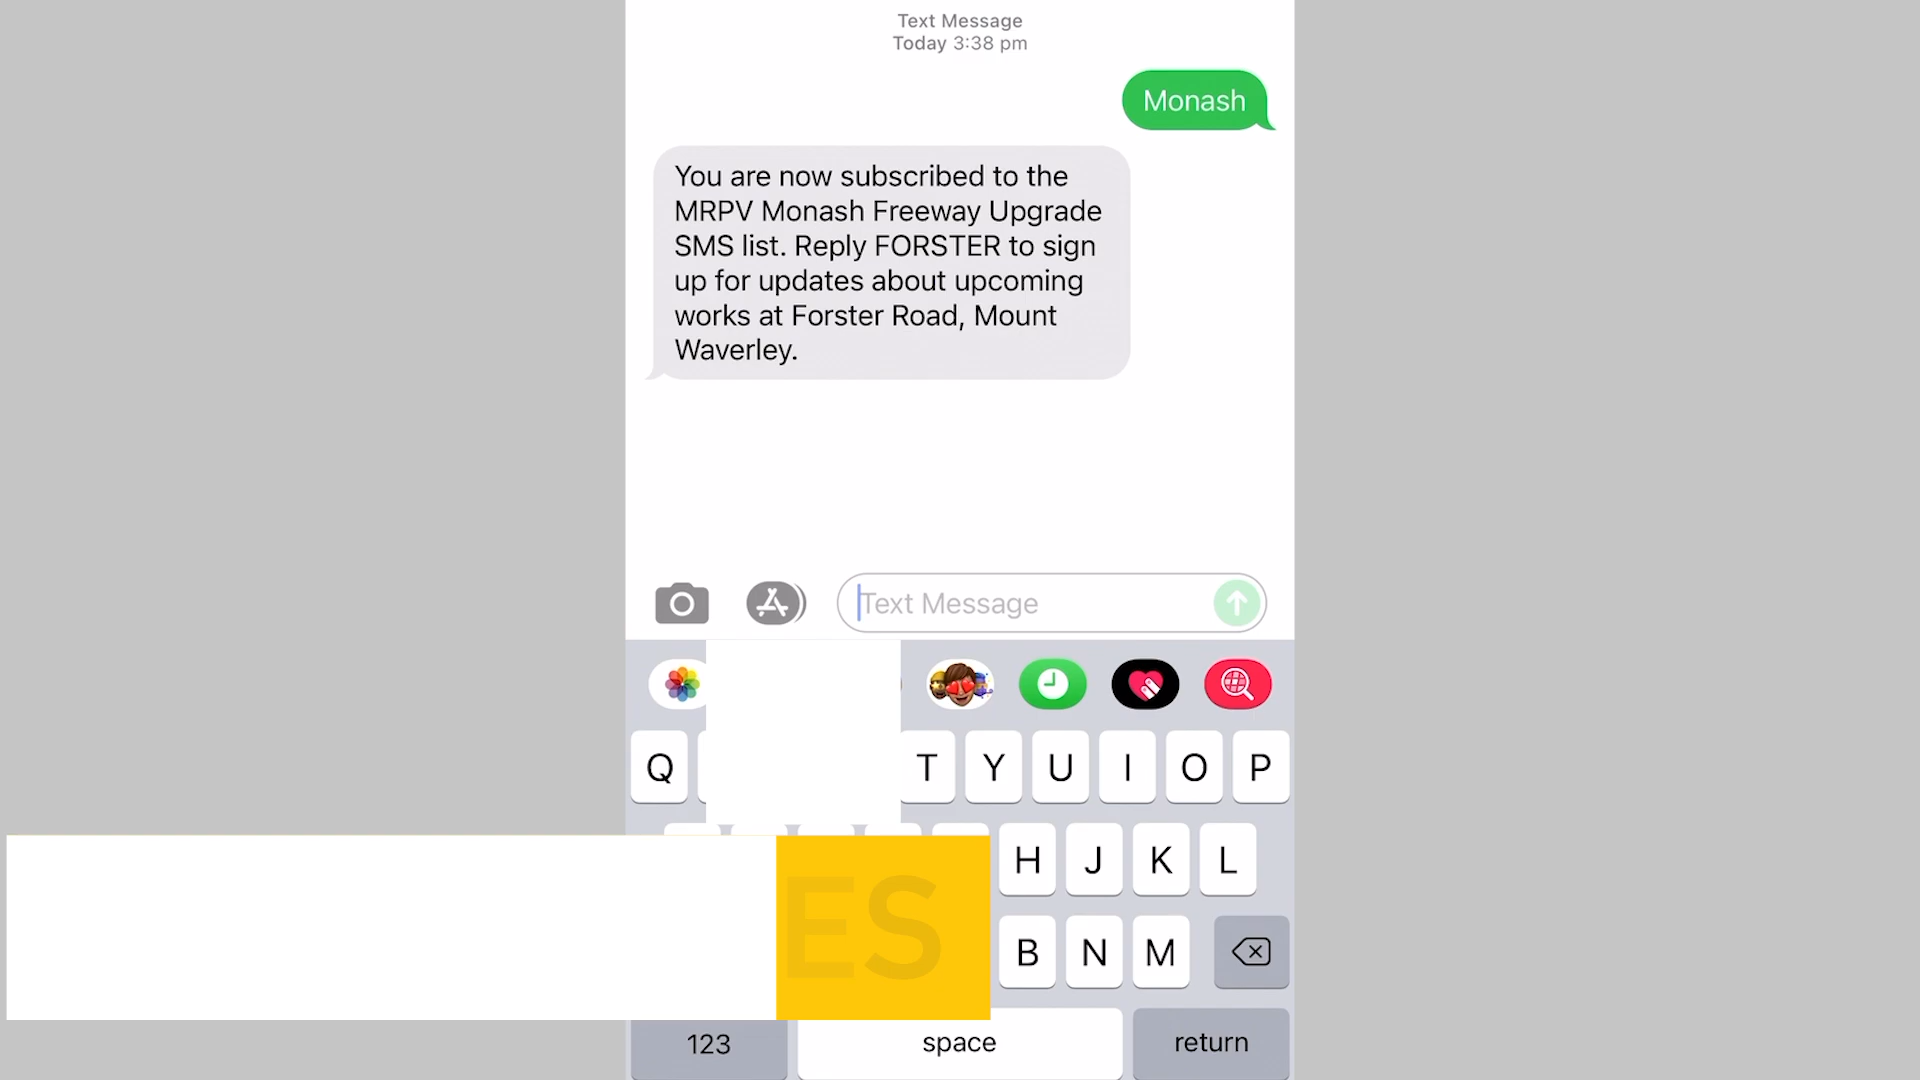 Text Message
Today 3:38 pm
Monash
You are now subscribed to the
MRPV Monash Freeway Upgrade
SMS list. Reply FORSTER to sign
up for updates about upcoming
works at Forster Road, Mount
Waverley.
Text Message
Q T Y U I O P
H J K L
ES
B N M
123 space return